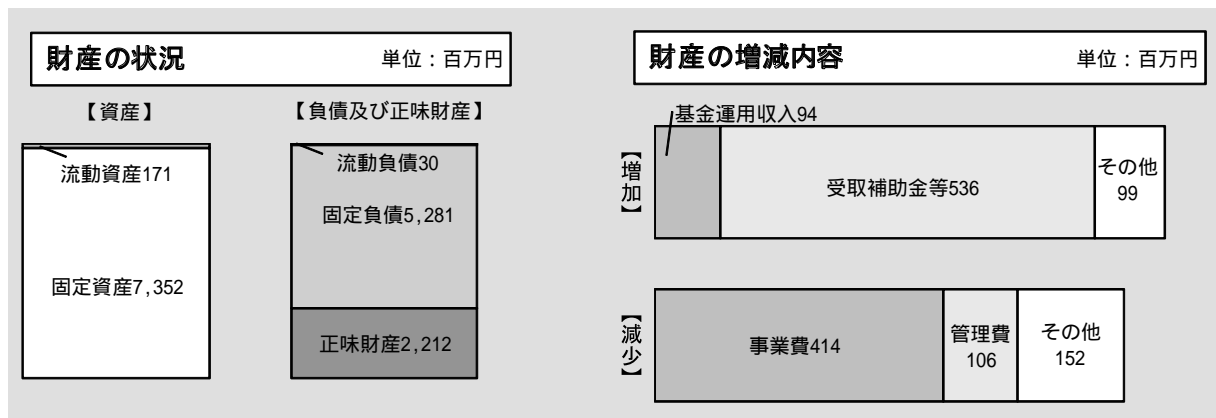 財産の状況
単位：百万円
【資産】
【負債及び正味財産】
流動資産171
固定資産7,352
流動負債30
固定負債5,281
正味財産2,212
財産の増減内容
単位：百万円
【増加】
基金運用収入94
受取補助金等536
その他
99
【減少】
事業費414
管理費
106
その他
152